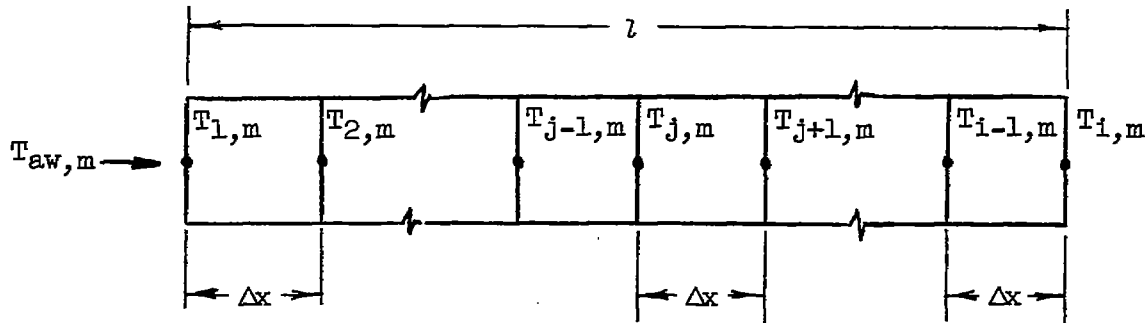 l
T1,m T2,m Tj-1,m Tj,m Tj+1,m Ti-1,m Ti,m
Taw,m
Δx Δx Δx